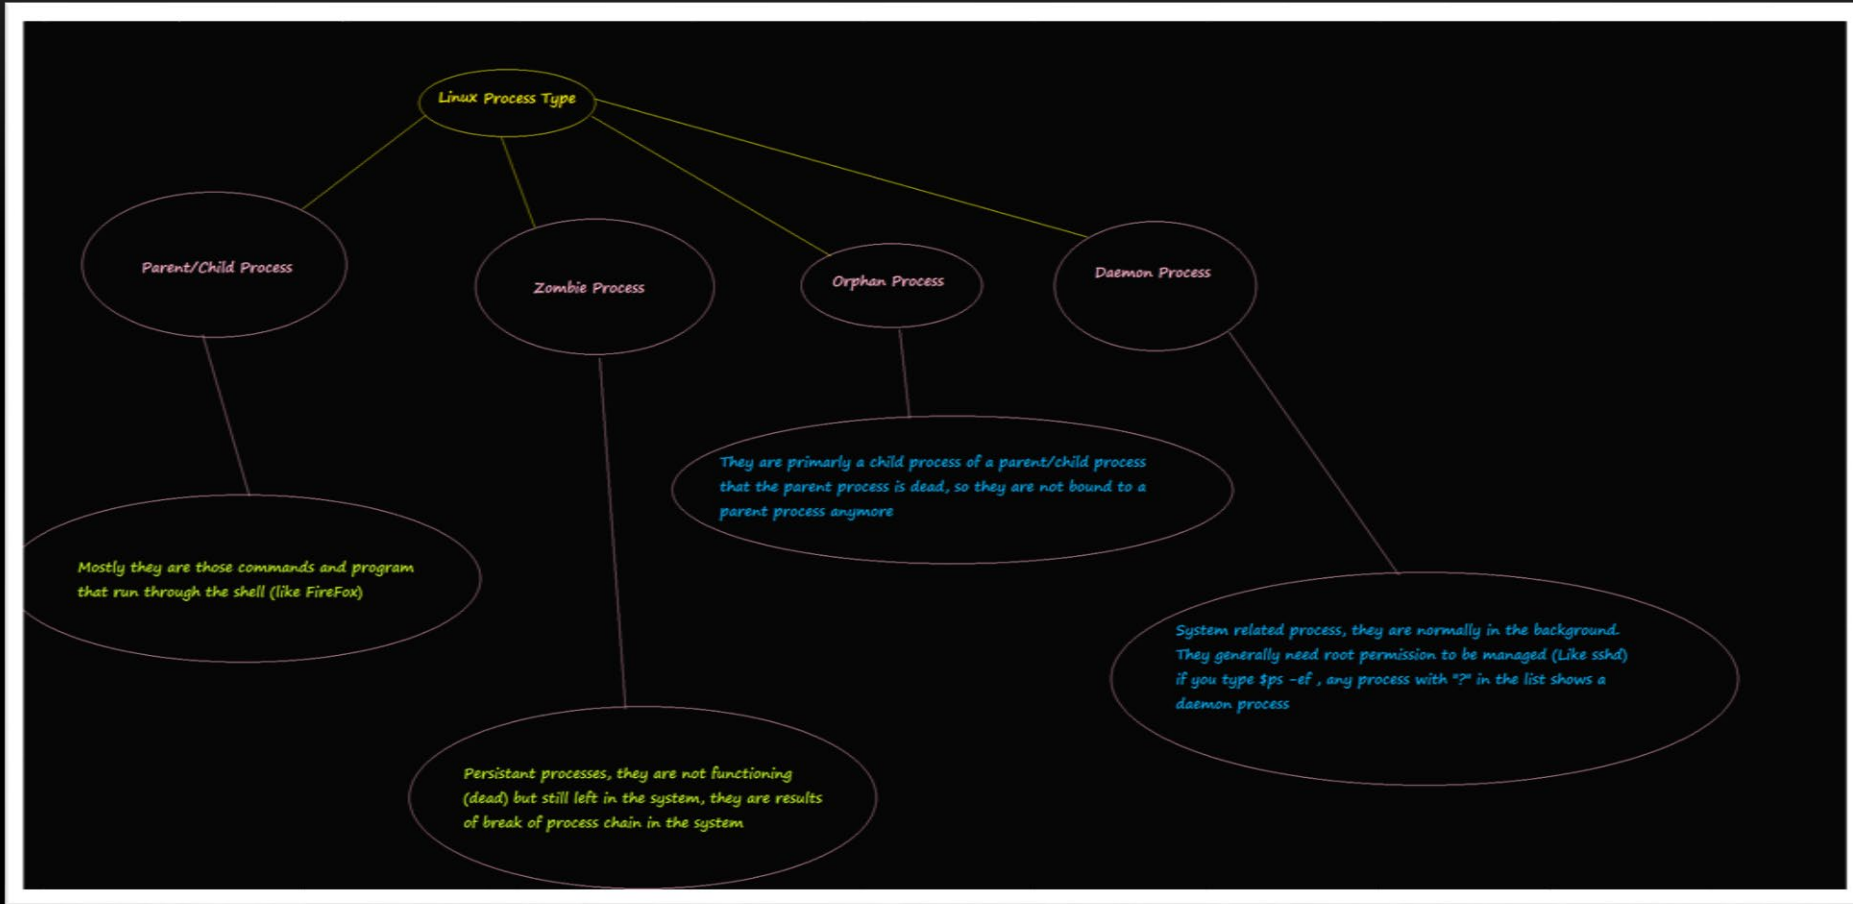 Linux Process Type
Parent/Child Process
Zombie Process
Orphan Process
Daemon Process
They are primarly a child process of a parent/child process
that the parent process is dead, so they are not bound to a
parent process anymore
Mostly they are those commands and program
that run through the shell (like FireFox)
System related process, they are normally in the background.
They generally need root permission to be managed (Like sshd)
if you type $ps -ef , any process with "?" in the list shows a
daemon process
Persistant processes, they are not functioning
(dead) but still left in the system, they are results
of break of process chain in the system